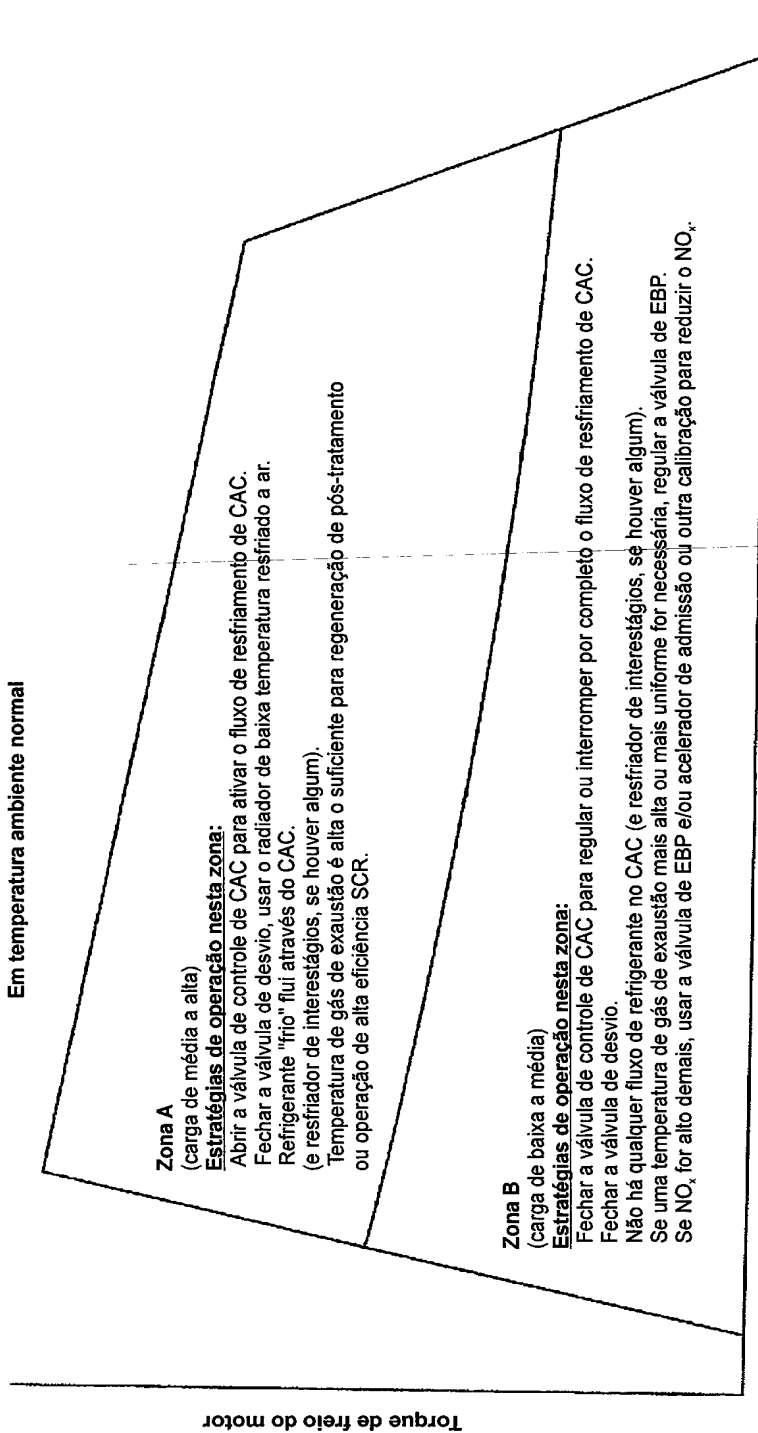 Em temperatura ambiente normal
Torque de freio do motor
Zona A
(carga de média a alta)
Estratégias de operação nesta zona:
Abrir a válvula de controle de CAC para ativar o fluxo de resfriamento de CAC.
Fechar a válvula de desvio, usar o radiador de baixa temperatura resfriado a ar.
Refrigerante "frio" flui através do CAC.
(e resfriador de interestágios, se houver algum).
Temperatura de gás de exaustão é alta o suficiente para regeneração de pós-tratamento
ou operação de alta eficiência SCR.
Zona B
(carga de baixa a média)
Estratégias de operação nesta zona:
Fechar a válvula de controle de CAC para regular ou interromper por completo o fluxo de resfriamento de CAC.
Fechar a válvula de desvio.
Não há qualquer fluxo de refrigerante no CAC (e resfriador de interestágios, se houver algum).
Se uma temperatura de gás de exaustão mais alta ou mais uniforme for necessária, regular a válvula de EBP.
Se NOₓ for alto demais, usar a válvula de EBP e/ou acelerador de admissão ou outra calibração para reduzir o NOₓ.